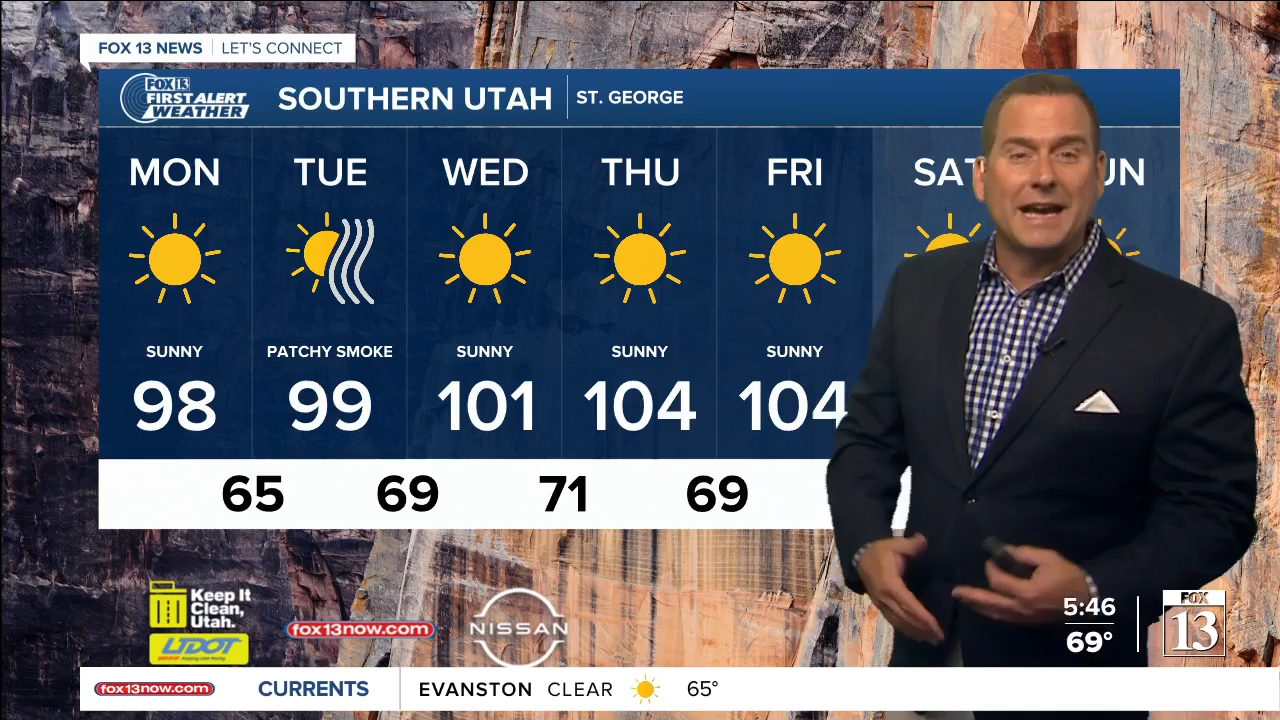 FOX 13 NEWS | LET'S CONNECT
FOX 13
FIRST ALERT
WEATHER
SOUTHERN UTAH | ST. GEORGE
MON TUE WED THU FRI SAT
SUNNY PATCHY SMOKE SUNNY SUNNY SUNNY
98 99 101 104 104
65 69 71 69
Keep It
Clean,
Utah.
UDOT
fox13now.com
NISSAN
5:46
69°
FOX
13
fox13now.com CURRENTS EVANSTON CLEAR 65°